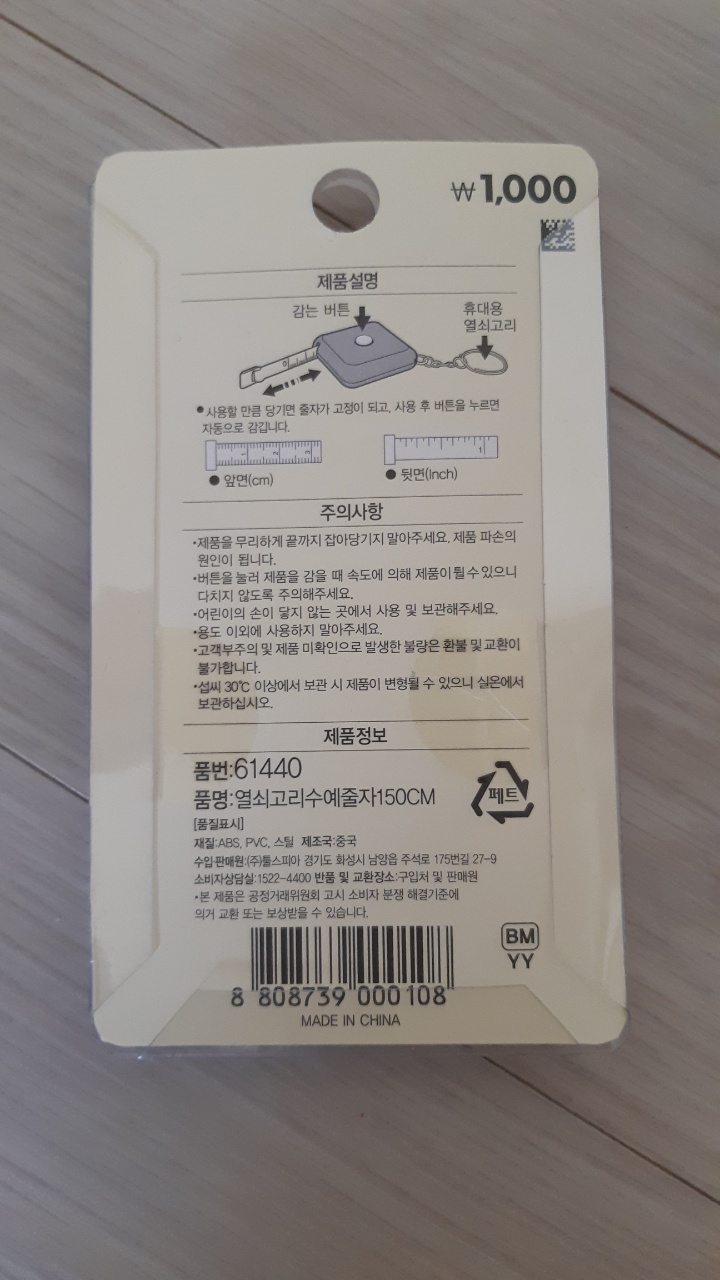 ₩1,000
제품설명
감는 버튼
휴대용
열쇠고리
● 사용할 만큼 당기면 줄자가 고정이 되고, 사용 후 버튼을 누르면
자동으로 감깁니다.
● 앞면(cm)
● 뒷면(Inch)
주의사항
•제품을 무리하게 끝까지 잡아당기지 말아주세요. 제품 파손의
원인이 됩니다.
•버튼을 눌러 제품을 감을 때 속도에 의해 제품이 튈 수 있으니
다치지 않도록 주의해주세요.
•어린이의 손이 닿지 않는 곳에서 사용 및 보관해주세요.
•용도 이외에 사용하지 말아주세요.
•고객부주의 및 제품 미확인으로 발생한 불량은 환불 및 교환이
불가합니다.
•섭씨 30℃ 이상에서 보관 시 제품이 변형될 수 있으니 실온에서
보관하십시오.
제품정보
품번:61440
품명:열쇠고리수예줄자150CM
페트
[품질표시]
재질:ABS, PVC, 스틸 제조국:중국
수입·판매원:(주)툴스피아 경기도 화성시 남양읍 주석로 175번길 27-9
소비자상담실:1522-4400 반품 및 교환장소:구입처 및 판매원
•본 제품은 공정거래위원회 고시 소비자 분쟁 해결기준에
의거 교환 또는 보상받을 수 있습니다.
BM
YY
8 808739 000108
MADE IN CHINA